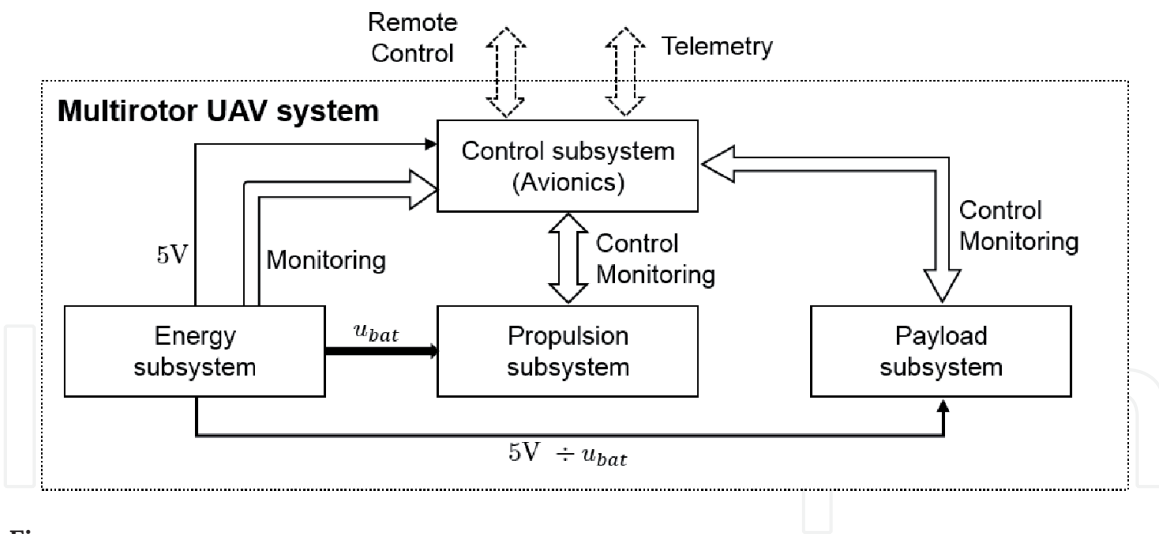 Remote
Control
Telemetry
Multirotor UAV system
Control subsystem
(Avionics)
5V
Monitoring
Control
Monitoring
Control
Monitoring
Energy
subsystem
u_bat
Propulsion
subsystem
Payload
subsystem
5V ÷ u_bat